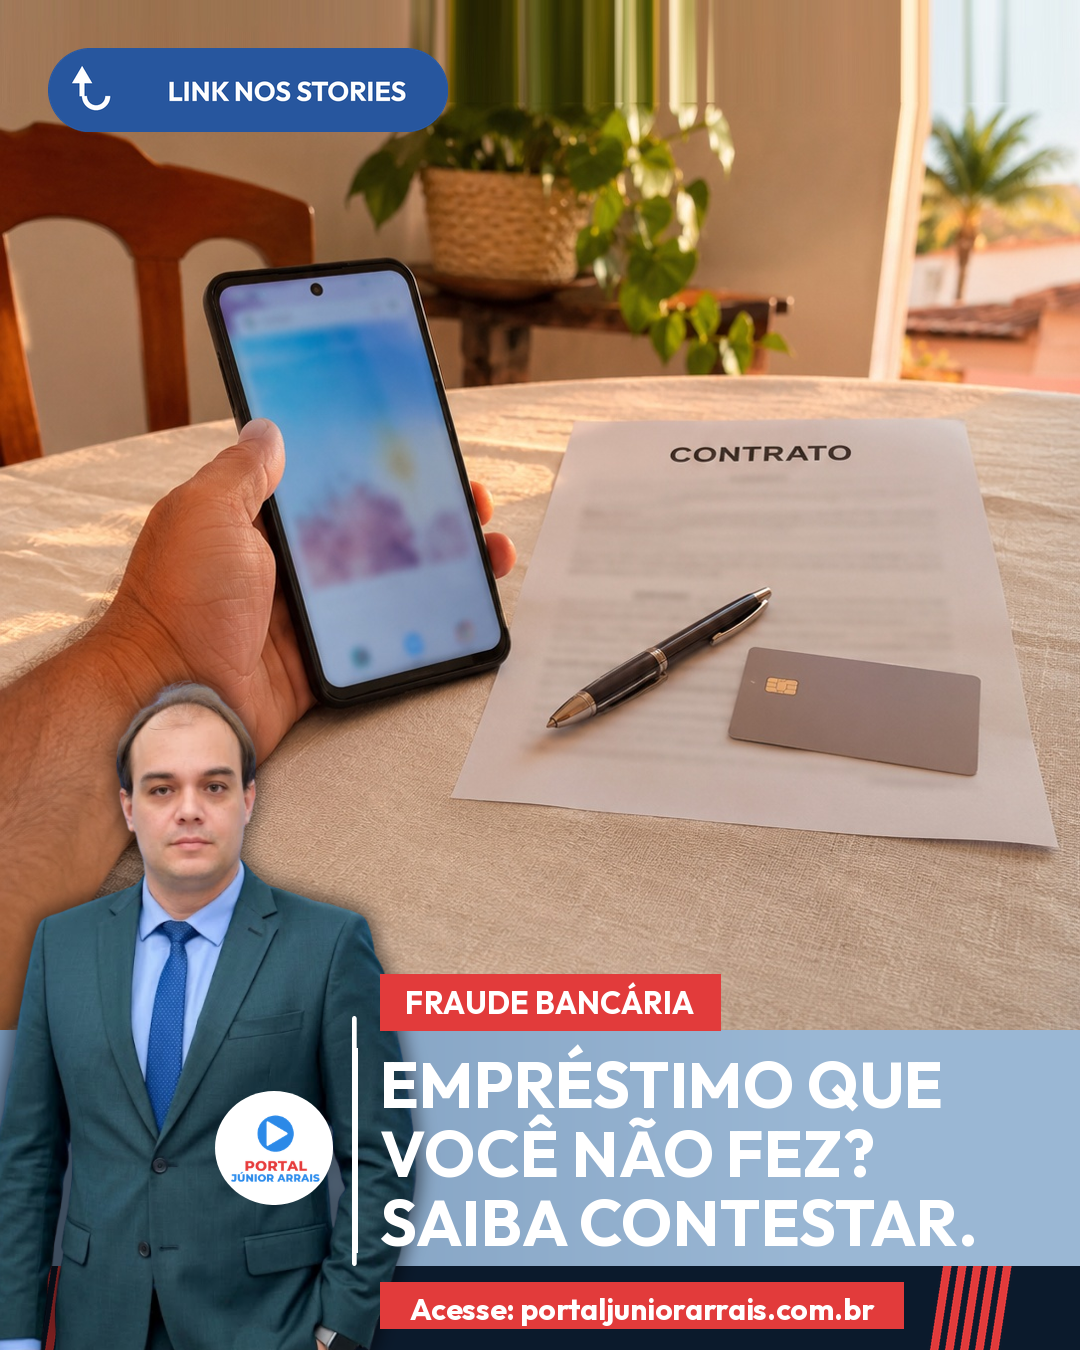 LINK NOS STORIES
CONTRATO
FRAUDE BANCÁRIA
EMPRÉSTIMO QUE
VOCÊ NÃO FEZ?
SAIBA CONTESTAR.
PORTAL
JÚNIOR ARRAIS
Acesse: portaljuniorarrais.com.br